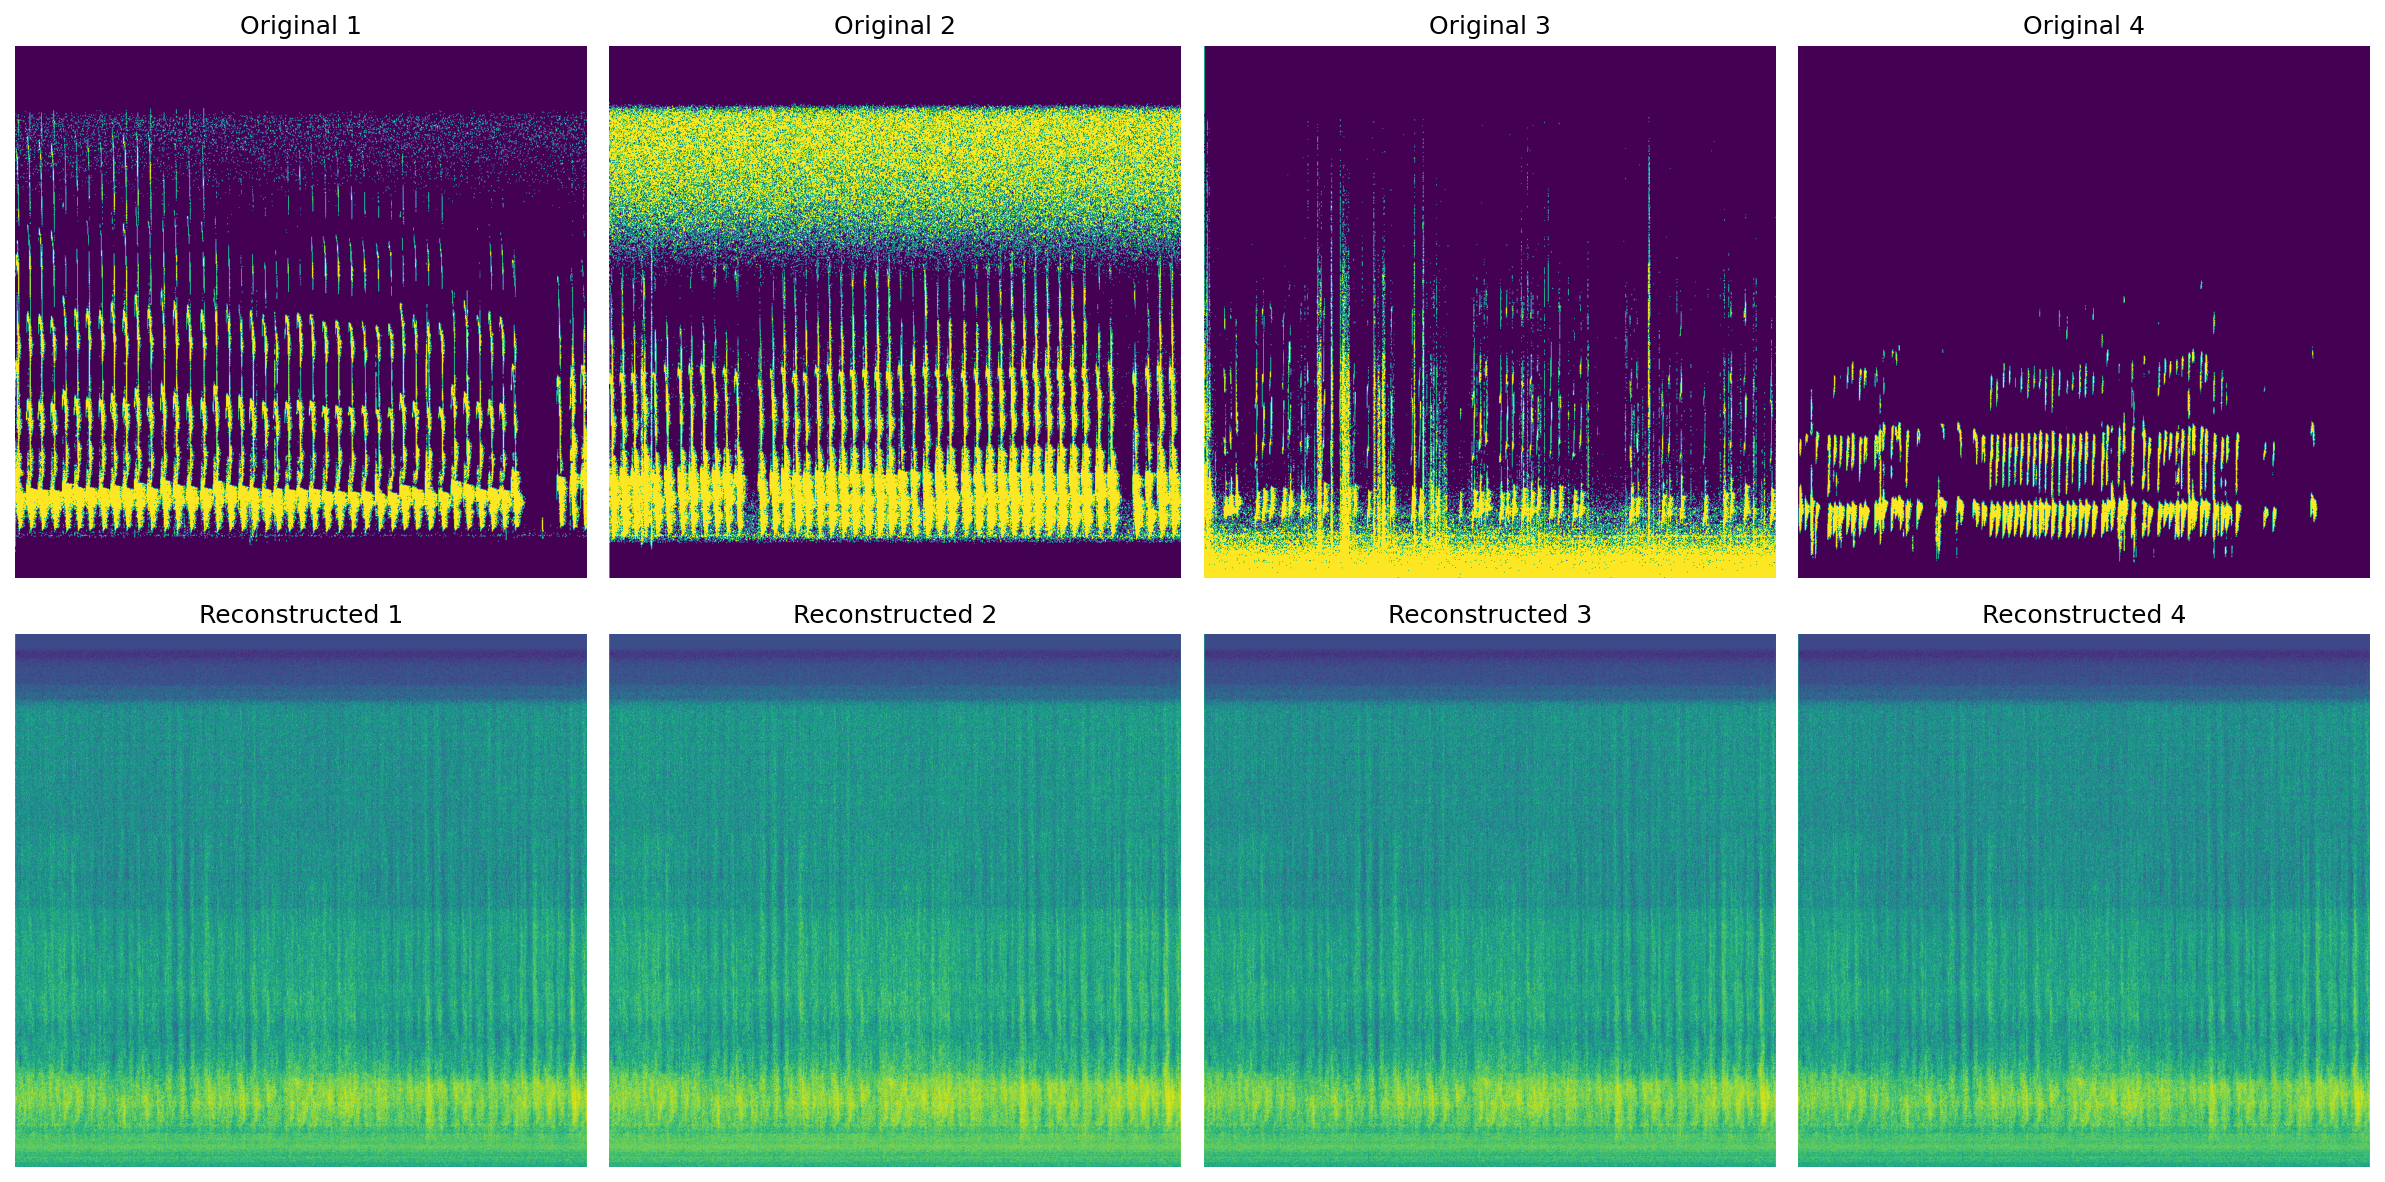 Original 1
Original 2
Original 3
Original 4
Reconstructed 1
Reconstructed 2
Reconstructed 3
Reconstructed 4